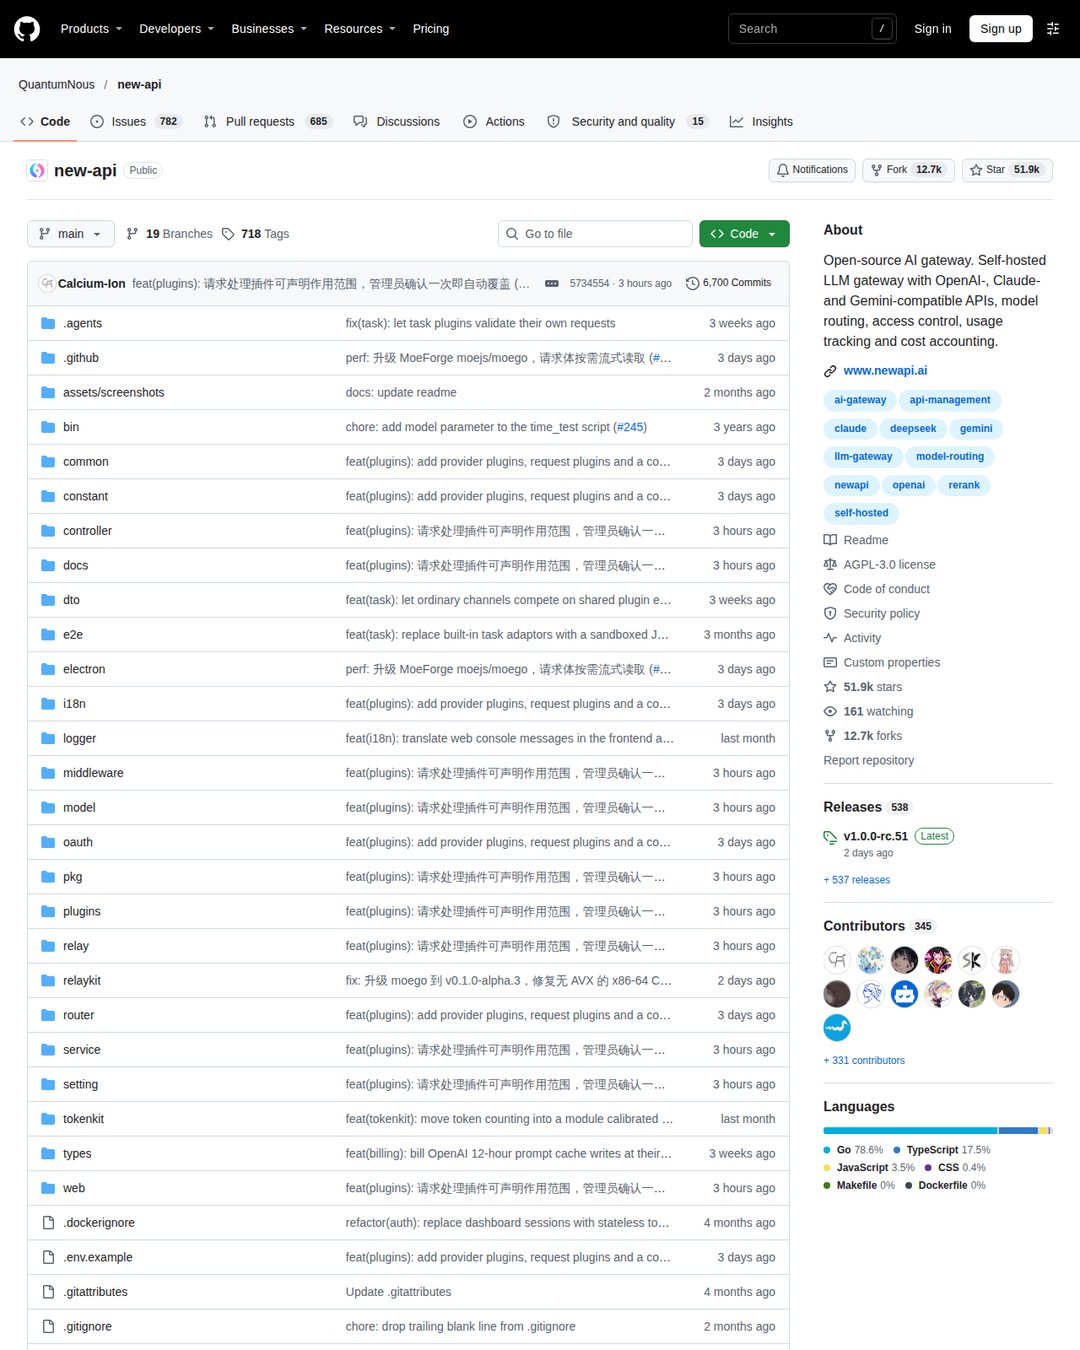 Products Developers Businesses Resources Pricing Search / Sign in Sign up
QuantumNous / new-api
Code Issues 782 Pull requests 685 Discussions Actions Security and quality 15 Insights
new-api Public Notifications Fork 12.7k Star 51.9k
main 19 Branches 718 Tags Go to file Code
Calcium-Ion feat(plugins): 请求处理插件可声明作用范围，管理员确认一次即自动覆盖 (… 5734554 · 3 hours ago 6,700 Commits
.agents fix(task): let task plugins validate their own requests 3 weeks ago
.github perf: 升级 MoeForge moejs/moego，请求体按需流式读取 (#… 3 days ago
assets/screenshots docs: update readme 2 months ago
bin chore: add model parameter to the time_test script (#245) 3 years ago
common feat(plugins): add provider plugins, request plugins and a co… 3 days ago
constant feat(plugins): add provider plugins, request plugins and a co… 3 days ago
controller feat(plugins): 请求处理插件可声明作用范围，管理员确认一… 3 hours ago
docs feat(plugins): 请求处理插件可声明作用范围，管理员确认一… 3 hours ago
dto feat(task): let ordinary channels compete on shared plugin e… 3 weeks ago
e2e feat(task): replace built-in task adaptors with a sandboxed J… 3 months ago
electron perf: 升级 MoeForge moejs/moego，请求体按需流式读取 (#… 3 days ago
i18n feat(plugins): add provider plugins, request plugins and a co… 3 days ago
logger feat(i18n): translate web console messages in the frontend a… last month
middleware feat(plugins): 请求处理插件可声明作用范围，管理员确认一… 3 hours ago
model feat(plugins): 请求处理插件可声明作用范围，管理员确认一… 3 hours ago
oauth feat(plugins): add provider plugins, request plugins and a co… 3 days ago
pkg feat(plugins): 请求处理插件可声明作用范围，管理员确认一… 3 hours ago
plugins feat(plugins): 请求处理插件可声明作用范围，管理员确认一… 3 hours ago
relay feat(plugins): 请求处理插件可声明作用范围，管理员确认一… 3 hours ago
relaykit fix: 升级 moego 到 v0.1.0-alpha.3，修复无 AVX 的 x86-64 C… 2 days ago
router feat(plugins): add provider plugins, request plugins and a co… 3 days ago
service feat(plugins): 请求处理插件可声明作用范围，管理员确认一… 3 hours ago
setting feat(plugins): 请求处理插件可声明作用范围，管理员确认一… 3 hours ago
tokenkit feat(tokenkit): move token counting into a module calibrated … last month
types feat(billing): bill OpenAI 12-hour prompt cache writes at their… 3 weeks ago
web feat(plugins): 请求处理插件可声明作用范围，管理员确认一… 3 hours ago
.dockerignore refactor(auth): replace dashboard sessions with stateless to… 4 months ago
.env.example feat(plugins): add provider plugins, request plugins and a co… 3 days ago
.gitattributes Update .gitattributes 4 months ago
.gitignore chore: drop trailing blank line from .gitignore 2 months ago
About
Open-source AI gateway. Self-hosted
LLM gateway with OpenAI-, Claude-
and Gemini-compatible APIs, model
routing, access control, usage
tracking and cost accounting.
www.newapi.ai
ai-gateway api-management
claude deepseek gemini
llm-gateway model-routing
newapi openai rerank
self-hosted
Readme
AGPL-3.0 license
Code of conduct
Security policy
Activity
Custom properties
51.9k stars
161 watching
12.7k forks
Report repository
Releases 538
v1.0.0-rc.51 Latest
2 days ago
+ 537 releases
Contributors 345
SK
+ 331 contributors
Languages
Go 78.6% TypeScript 17.5%
JavaScript 3.5% CSS 0.4%
Makefile 0% Dockerfile 0%